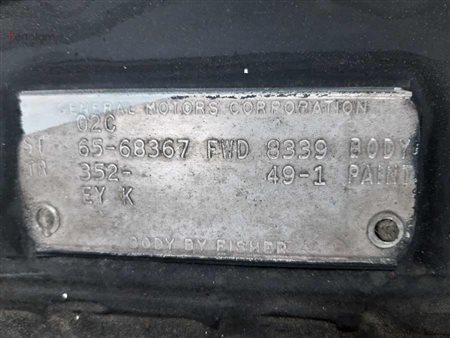 GENERAL MOTORS CORPORATION
02C
ST 65-68367 FWD 8339 BODY
TR 352- 49-1 PAINT
EY K
BODY BY FISHER